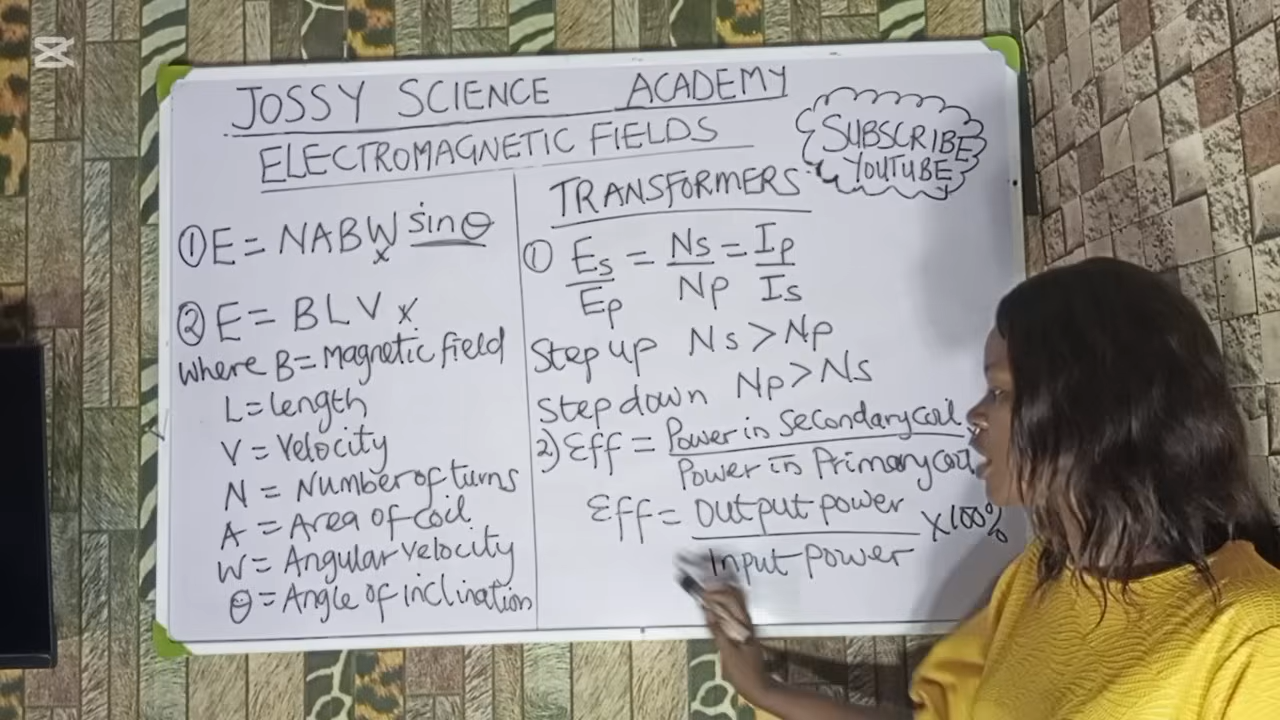 JOSSY SCIENCE ACADEMY
ELECTROMAGNETIC FIELDS
SUBSCRIBE
YOUTUBE
① E = NABW sinθ
x
② E = BLV x
where B = Magnetic field
L = length
V = Velocity
N = Number of turns
A = Area of coil
W = Angular velocity
θ = Angle of inclination
TRANSFORMERS
① Es/Ep = Ns/Np = Ip/Is
Step up Ns > Np
Step down Np > Ns
2) Eff = Power in Secondary coil
Power in Primary coil
Eff = Output power × 100%
Input power